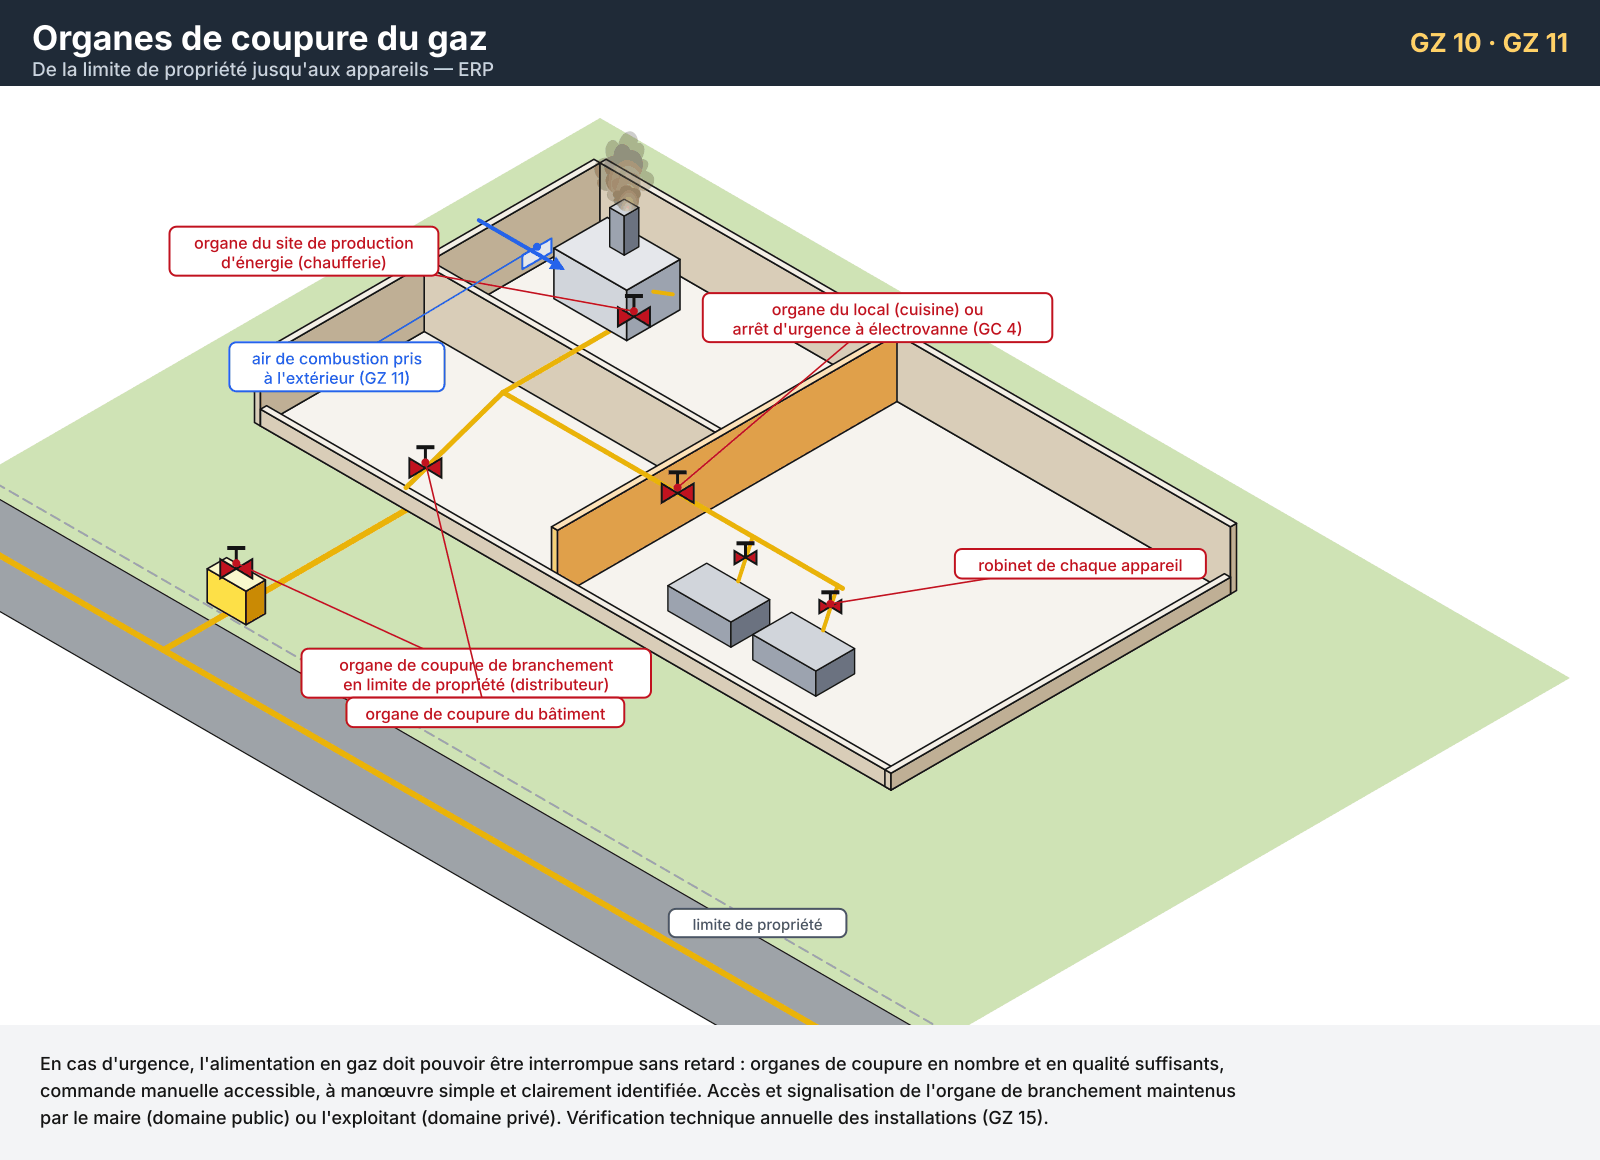 Organes de coupure du gaz
De la limite de propriété jusqu'aux appareils — ERP
GZ 10 · GZ 11
organe du site de production
d'énergie (chaufferie)
organe du local (cuisine) ou
arrêt d'urgence à électrovanne (GC 4)
air de combustion pris
à l'extérieur (GZ 11)
robinet de chaque appareil
organe de coupure de branchement
en limite de propriété (distributeur)
organe de coupure du bâtiment
limite de propriété
En cas d'urgence, l'alimentation en gaz doit pouvoir être interrompue sans retard : organes de coupure en nombre et en qualité suffisants,
commande manuelle accessible, à manœuvre simple et clairement identifiée. Accès et signalisation de l'organe de branchement maintenus
par le maire (domaine public) ou l'exploitant (domaine privé). Vérification technique annuelle des installations (GZ 15).